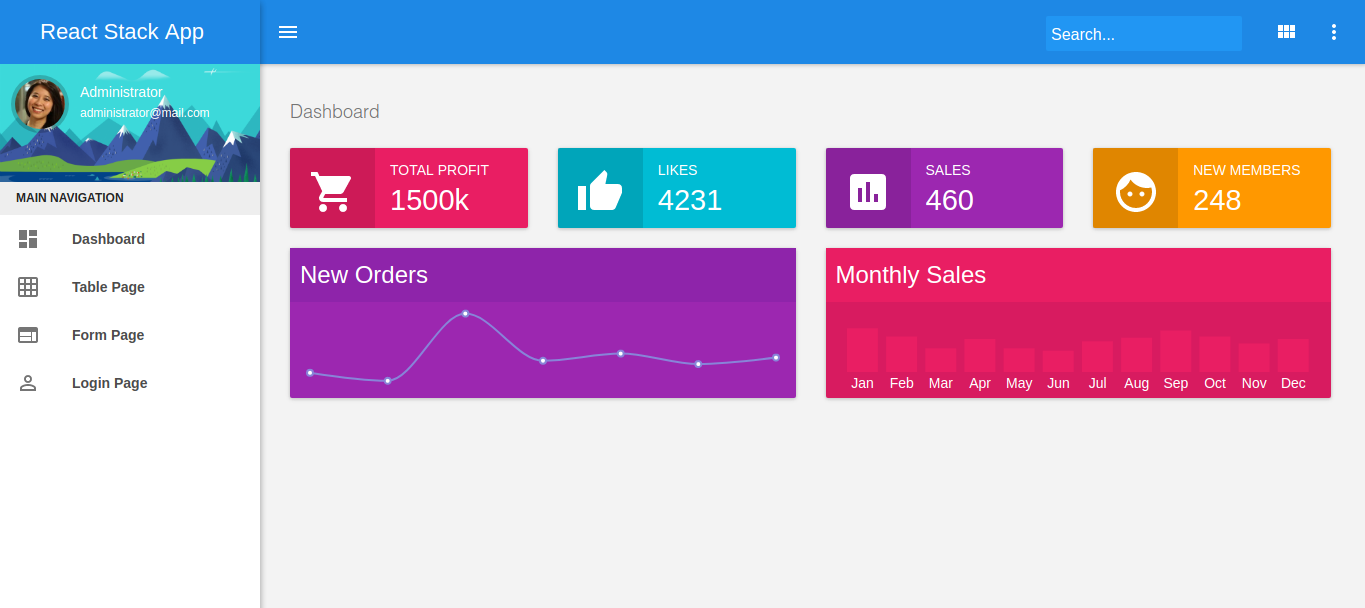 React Stack App
Search...
Administrator
administrator@mail.com
MAIN NAVIGATION
Dashboard
Table Page
Form Page
Login Page
Dashboard
TOTAL PROFIT
1500k
LIKES
4231
SALES
460
NEW MEMBERS
248
New Orders
Monthly Sales
Jan Feb Mar Apr May Jun Jul Aug Sep Oct Nov Dec